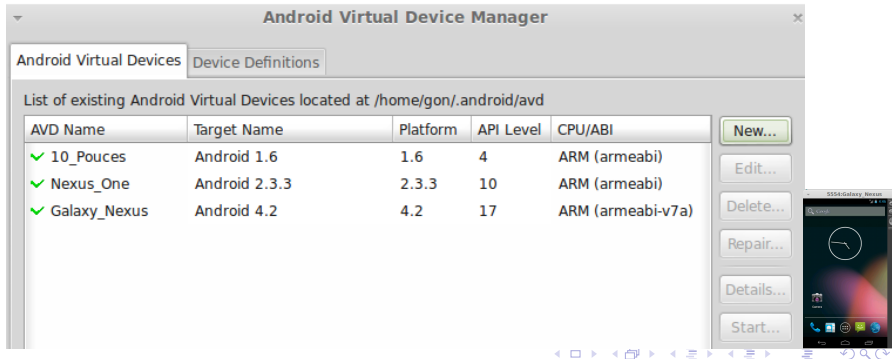 Android Virtual Device Manager
Android Virtual Devices Device Definitions
List of existing Android Virtual Devices located at /home/gon/.android/avd
AVD Name Target Name Platform API Level CPU/ABI
10_Pouces Android 1.6 1.6 4 ARM (armeabi)
Nexus_One Android 2.3.3 2.3.3 10 ARM (armeabi)
Galaxy_Nexus Android 4.2 4.2 17 ARM (armeabi-v7a)
New...
Edit...
Delete...
Repair...
Details...
Start...
5554:Galaxy_Nexus